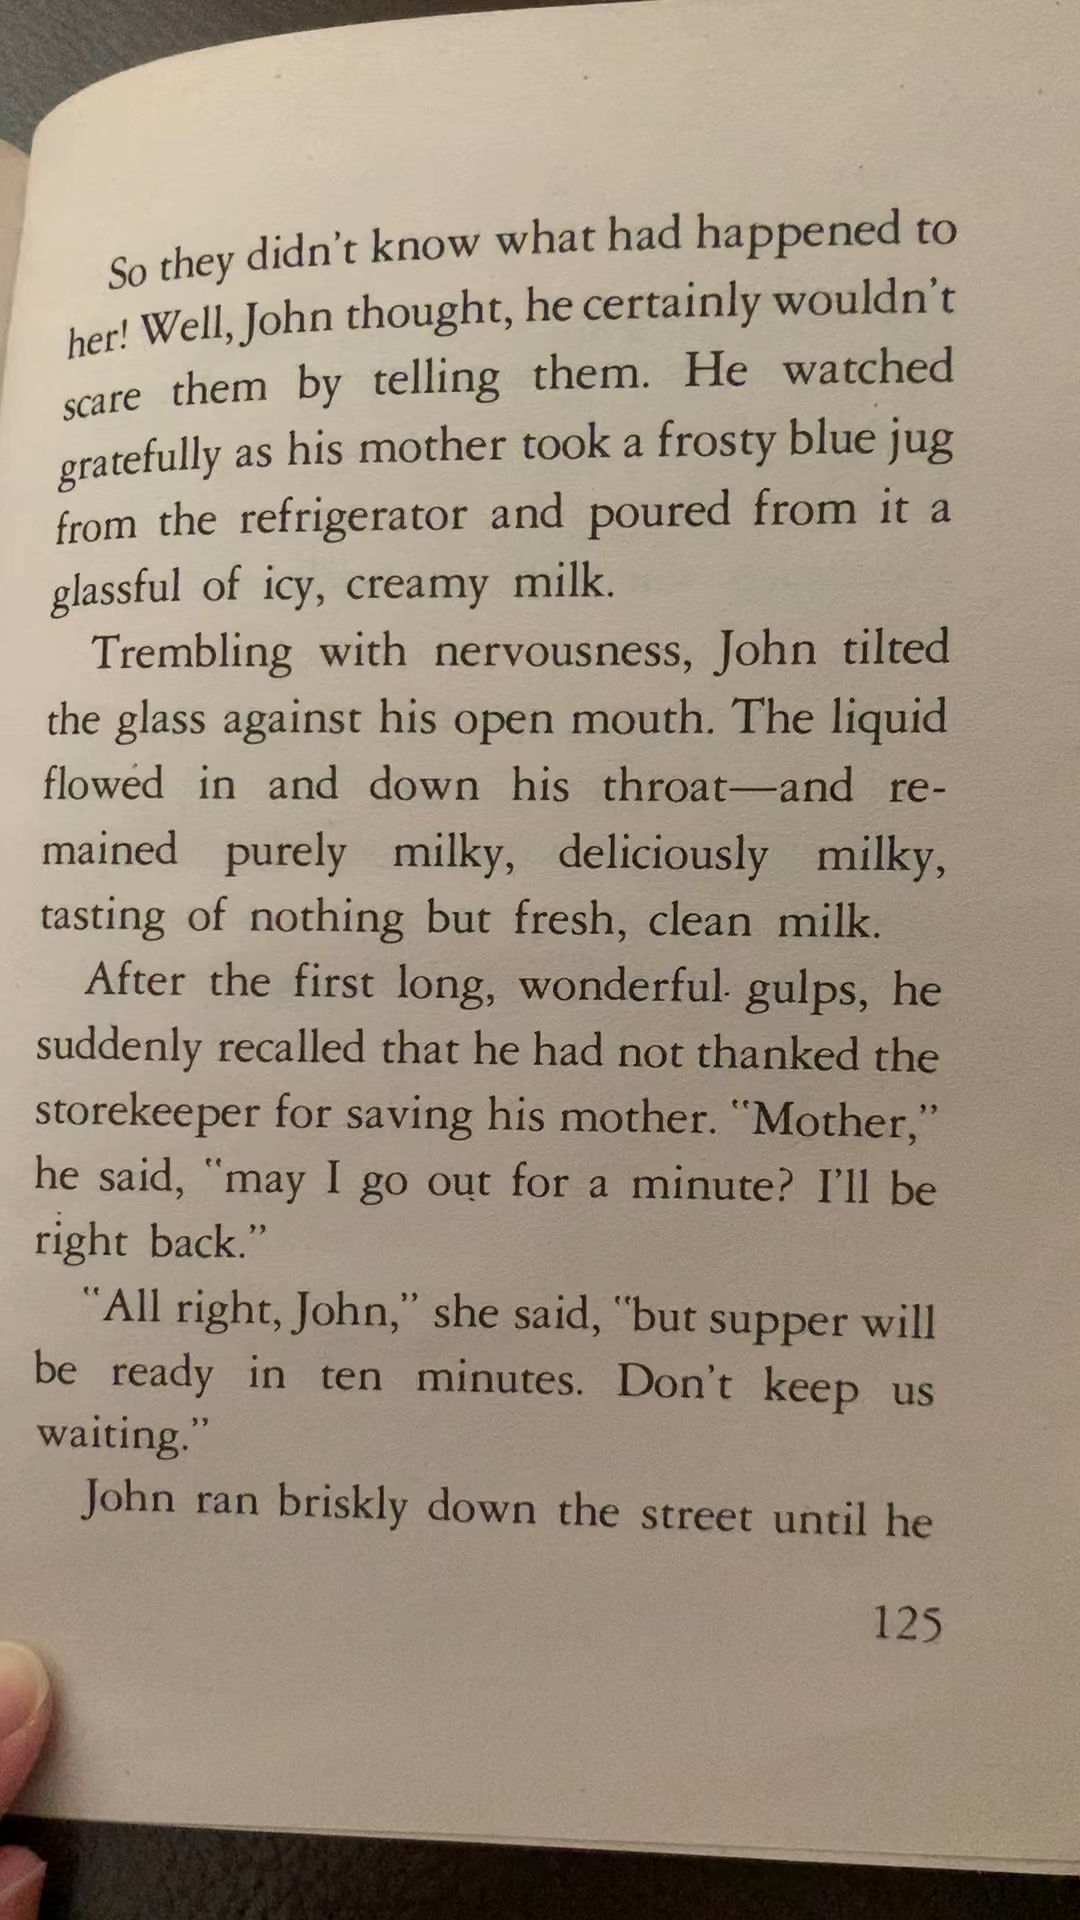 So they didn't know what had happened to
her! Well, John thought, he certainly wouldn't
scare them by telling them. He watched
gratefully as his mother took a frosty blue jug
from the refrigerator and poured from it a
glassful of icy, creamy milk.
Trembling with nervousness, John tilted
the glass against his open mouth. The liquid
flowed in and down his throat—and re-
mained purely milky, deliciously milky,
tasting of nothing but fresh, clean milk.
After the first long, wonderful gulps, he
suddenly recalled that he had not thanked the
storekeeper for saving his mother. "Mother,"
he said, "may I go out for a minute? I'll be
right back."
"All right, John," she said, "but supper will
be ready in ten minutes. Don't keep us
waiting."
John ran briskly down the street until he
125